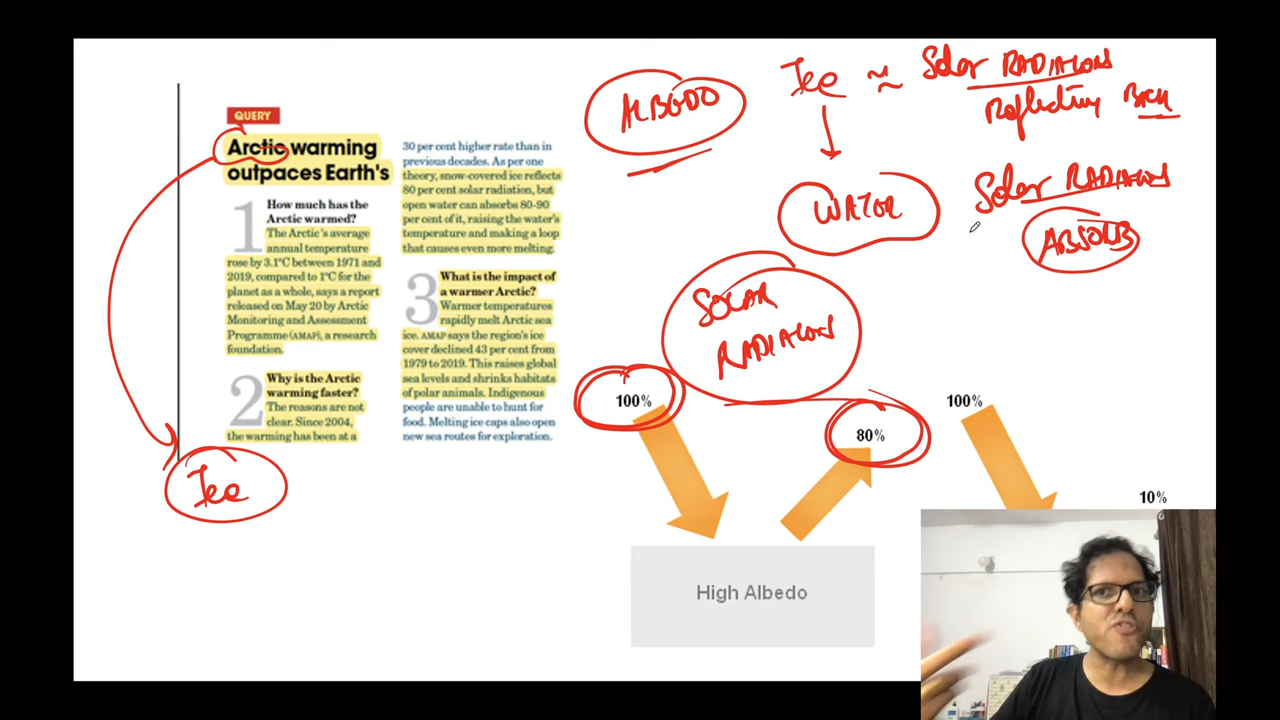 QUERY
Arctic warming
outpaces Earth's
1
How much has the
Arctic warmed?
The Arctic's average
annual temperature
rose by 3.1°C between 1971 and
2019, compared to 1°C for the
planet as a whole, says a report
released on May 20 by Arctic
Monitoring and Assessment
Programme (AMAP), a research
foundation.
2
Why is the Arctic
warming faster?
The reasons are not
clear. Since 2004,
the warming has been at a
30 per cent higher rate than in
previous decades. As per one
theory, snow-covered ice reflects
80 per cent solar radiation, but
open water can absorbs 80-90
per cent of it, raising the water's
temperature and making a loop
that causes even more melting.
3
What is the impact of
a warmer Arctic?
Warmer temperatures
rapidly melt Arctic sea
ice. AMAP says the region's ice
cover declined 43 per cent from
1979 to 2019. This raises global
sea levels and shrinks habitats
of polar animals. Indigenous
people are unable to hunt for
food. Melting ice caps also open
new sea routes for exploration.
Ice
ALBEDO
Ice ≈ Solar RADIATIONS
Reflecting BACK
WATER
Solar RADIATIONS
ABSORB
SOLAR
RADIATIONS
100%
80%
100%
10%
High Albedo